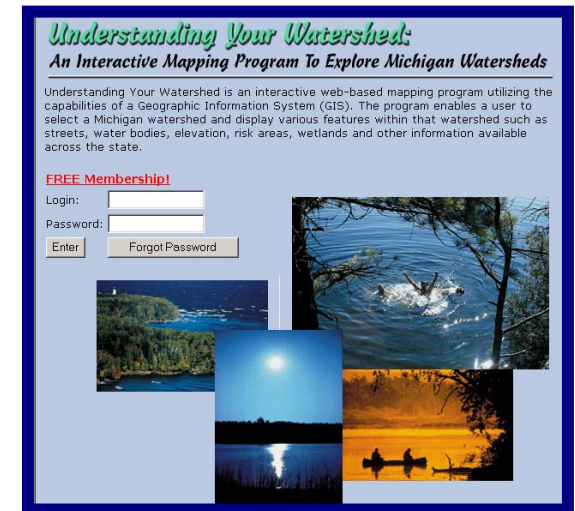 Understanding Your Watershed:
An Interactive Mapping Program To Explore Michigan Watersheds
Understanding Your Watershed is an interactive web-based mapping program utilizing the
capabilities of a Geographic Information System (GIS). The program enables a user to
select a Michigan watershed and display various features within that watershed such as
streets, water bodies, elevation, risk areas, wetlands and other information available
across the state.
FREE Membership!
Login:
Password:
Enter Forgot Password